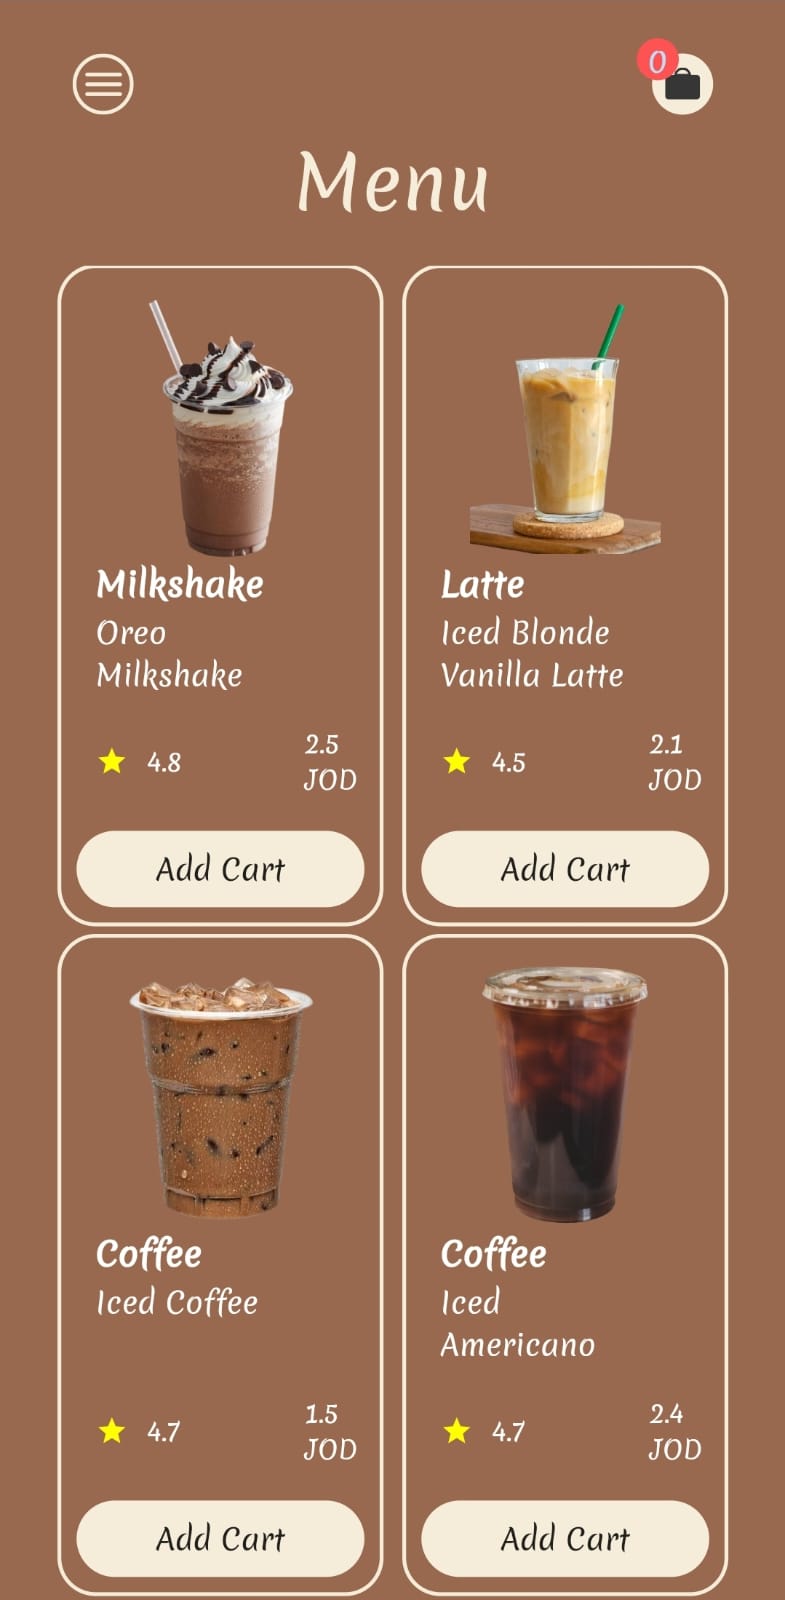 0
Menu
Milkshake
Oreo
Milkshake
4.8
2.5
JOD
Add Cart
Latte
Iced Blonde
Vanilla Latte
4.5
2.1
JOD
Add Cart
Coffee
Iced Coffee
4.7
1.5
JOD
Add Cart
Coffee
Iced
Americano
4.7
2.4
JOD
Add Cart